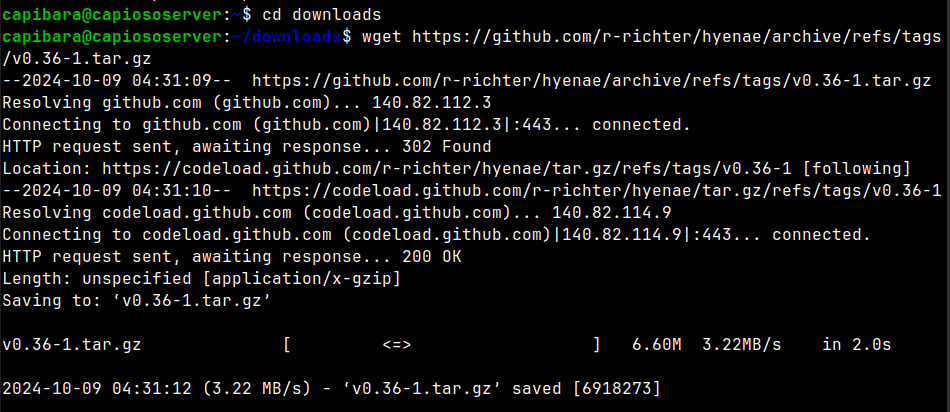 capibara@capiososerver:~$ cd downloads
capibara@capiososerver:~/downloads$ wget https://github.com/r-richter/hyenae/archive/refs/tags
/v0.36-1.tar.gz
--2024-10-09 04:31:09--  https://github.com/r-richter/hyenae/archive/refs/tags/v0.36-1.tar.gz
Resolving github.com (github.com)... 140.82.112.3
Connecting to github.com (github.com)|140.82.112.3|:443... connected.
HTTP request sent, awaiting response... 302 Found
Location: https://codeload.github.com/r-richter/hyenae/tar.gz/refs/tags/v0.36-1 [following]
--2024-10-09 04:31:10--  https://codeload.github.com/r-richter/hyenae/tar.gz/refs/tags/v0.36-1
Resolving codeload.github.com (codeload.github.com)... 140.82.114.9
Connecting to codeload.github.com (codeload.github.com)|140.82.114.9|:443... connected.
HTTP request sent, awaiting response... 200 OK
Length: unspecified [application/x-gzip]
Saving to: ‘v0.36-1.tar.gz’
v0.36-1.tar.gz              [         <=>                  ]   6.60M  3.22MB/s    in 2.0s
2024-10-09 04:31:12 (3.22 MB/s) - ‘v0.36-1.tar.gz’ saved [6918273]